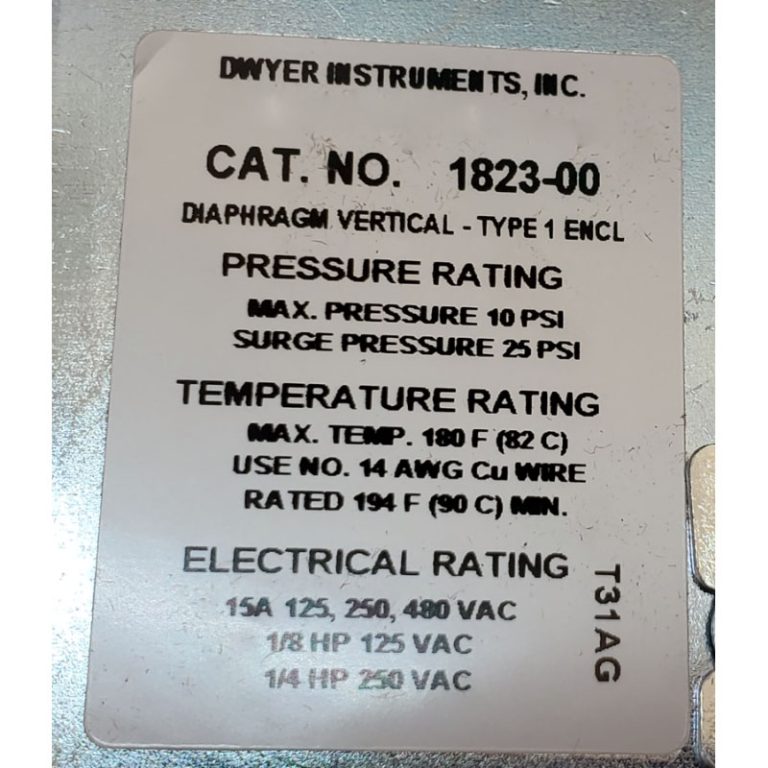 DWYER INSTRUMENTS, INC.
CAT. NO. 1823-00
DIAPHRAGM VERTICAL - TYPE 1 ENCL
PRESSURE RATING
MAX. PRESSURE 10 PSI
SURGE PRESSURE 25 PSI
TEMPERATURE RATING
MAX. TEMP. 180 F (82 C)
USE NO. 14 AWG Cu WIRE
RATED 194 F (90 C) MIN.
ELECTRICAL RATING
15A 125, 250, 480 VAC
1/8 HP 125 VAC
1/4 HP 250 VAC
T31AG